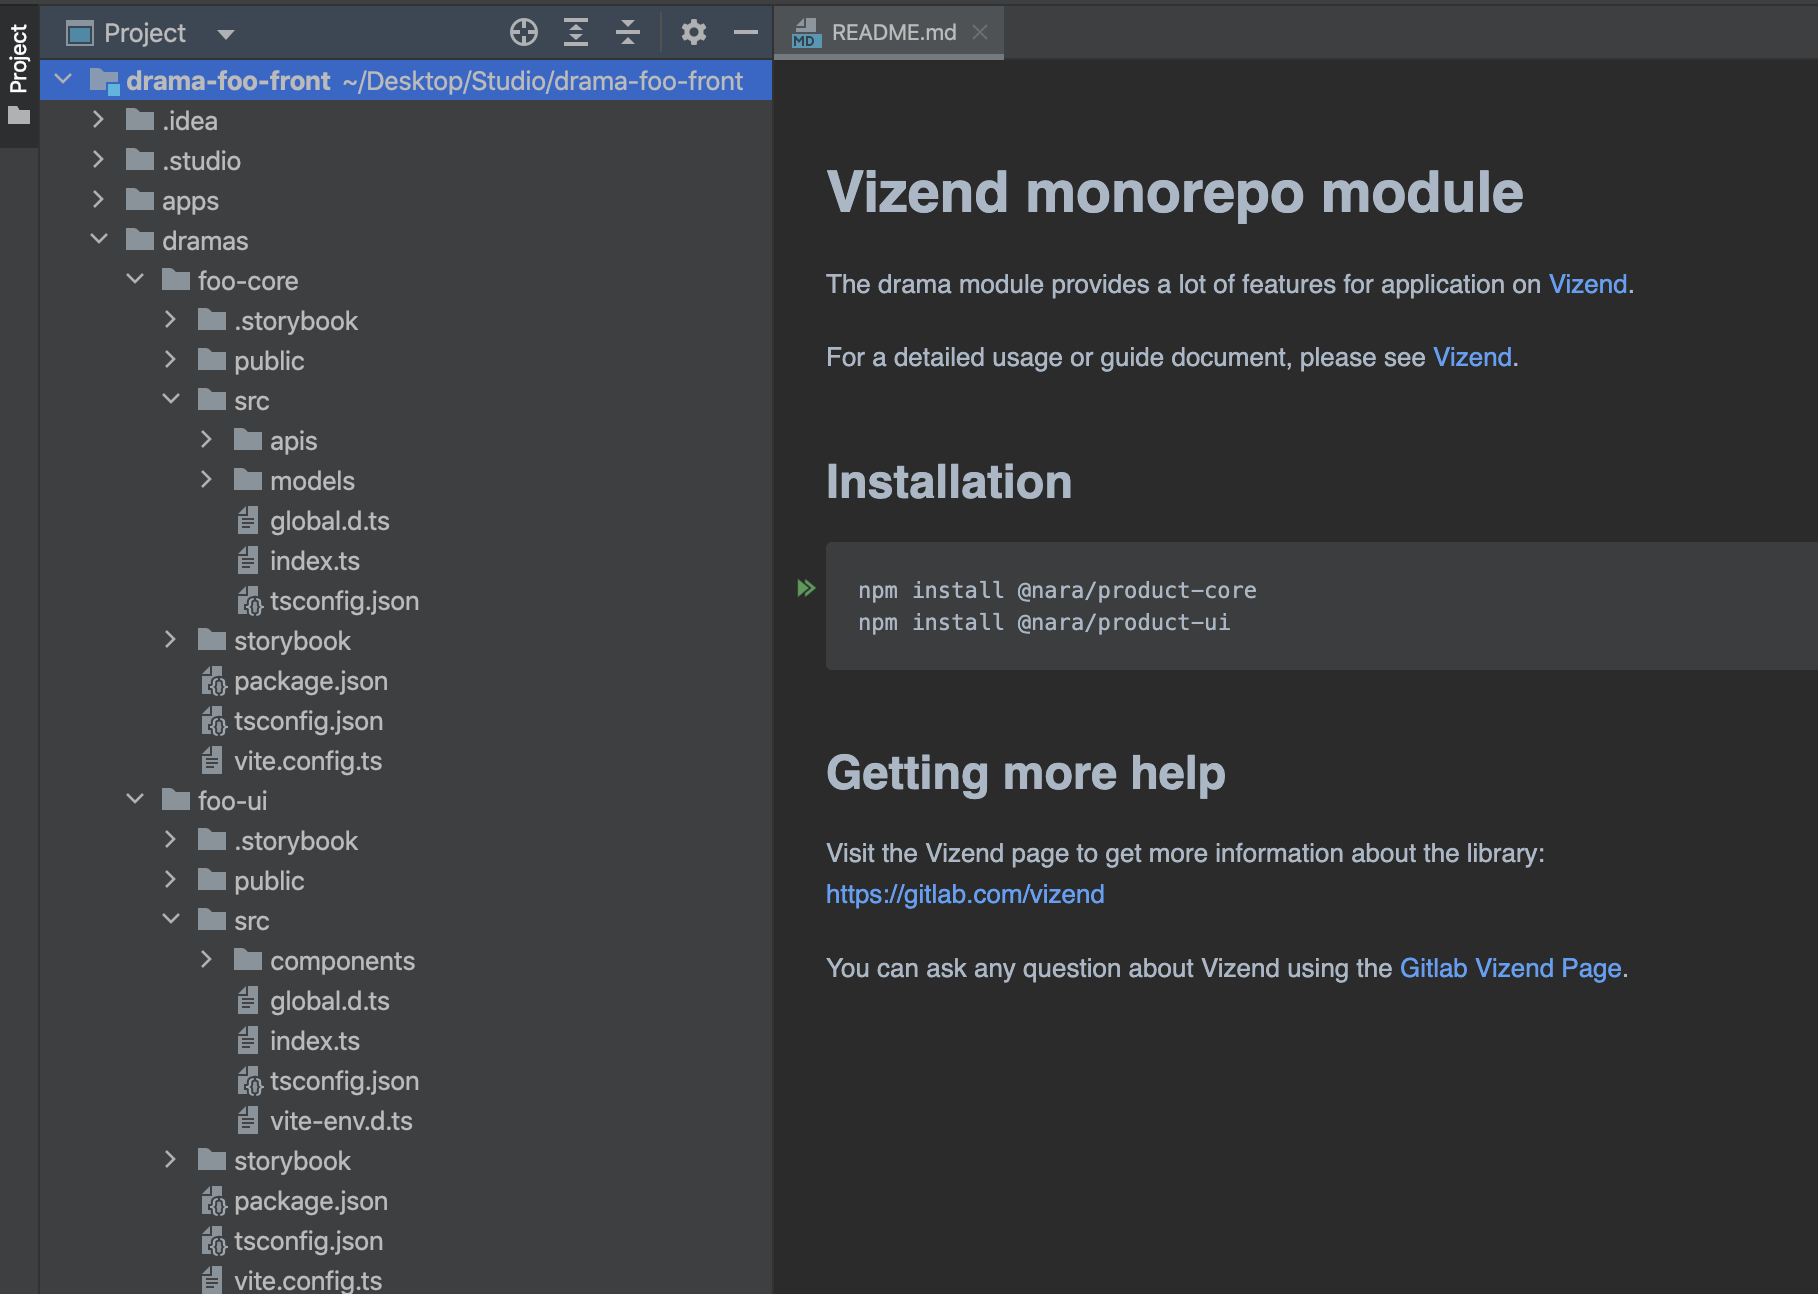 Project
Project
drama-foo-front ~/Desktop/Studio/drama-foo-front
.idea
.studio
apps
dramas
foo-core
.storybook
public
src
apis
models
global.d.ts
index.ts
tsconfig.json
storybook
package.json
tsconfig.json
vite.config.ts
foo-ui
.storybook
public
src
components
global.d.ts
index.ts
tsconfig.json
vite-env.d.ts
storybook
package.json
tsconfig.json
vite.config.ts
MD README.md
Vizend monorepo module
The drama module provides a lot of features for application on Vizend.
For a detailed usage or guide document, please see Vizend.
Installation
npm install @nara/product-core
npm install @nara/product-ui
Getting more help
Visit the Vizend page to get more information about the library:
https://gitlab.com/vizend
You can ask any question about Vizend using the Gitlab Vizend Page.